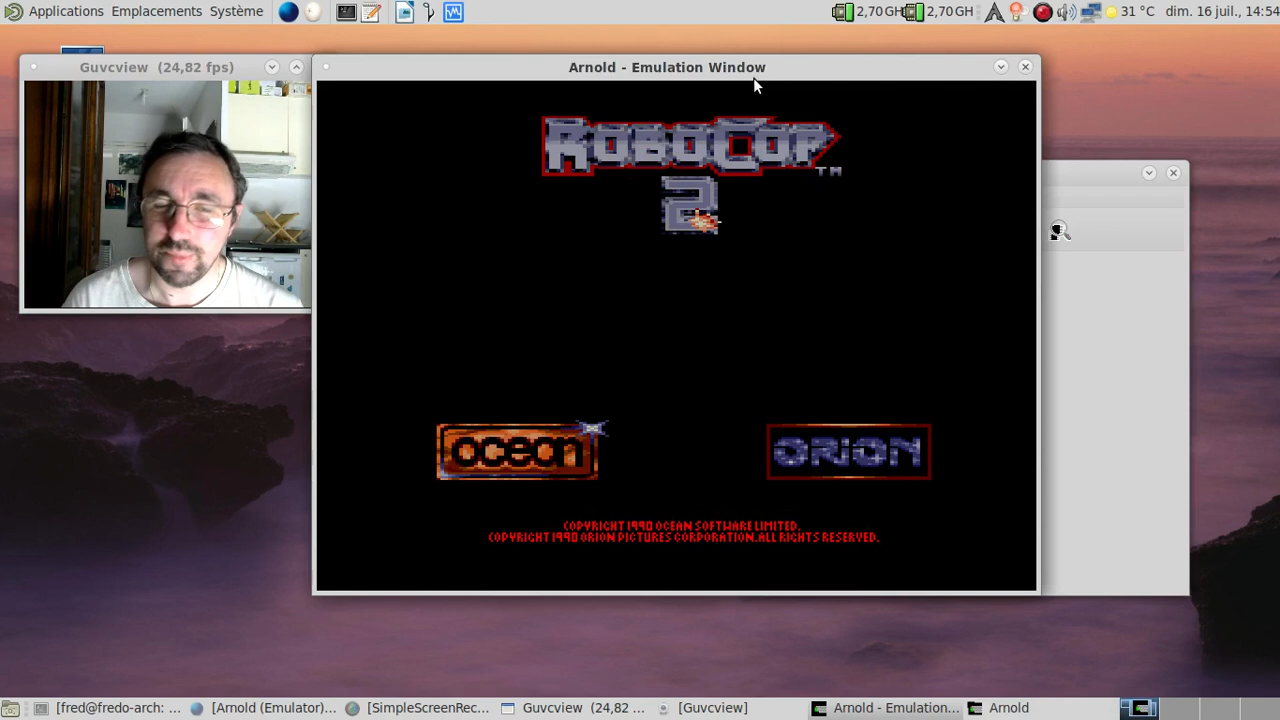 Applications Emplacements Système
2,70 GH 2,70 GH 31 °C dim. 16 juil., 14:54
Guvcview (24,82 fps)
Arnold - Emulation Window
ROBOCOP
TM
2
ocean
ORION
COPYRIGHT 1990 OCEAN SOFTWARE LIMITED.
COPYRIGHT 1990 ORION PICTURES CORPORATION.ALL RIGHTS RESERVED.
[fred@fredo-arch: ... [Arnold (Emulator)... [SimpleScreenRec... Guvcview (24,82 ... [Guvcview] Arnold - Emulation... Arnold